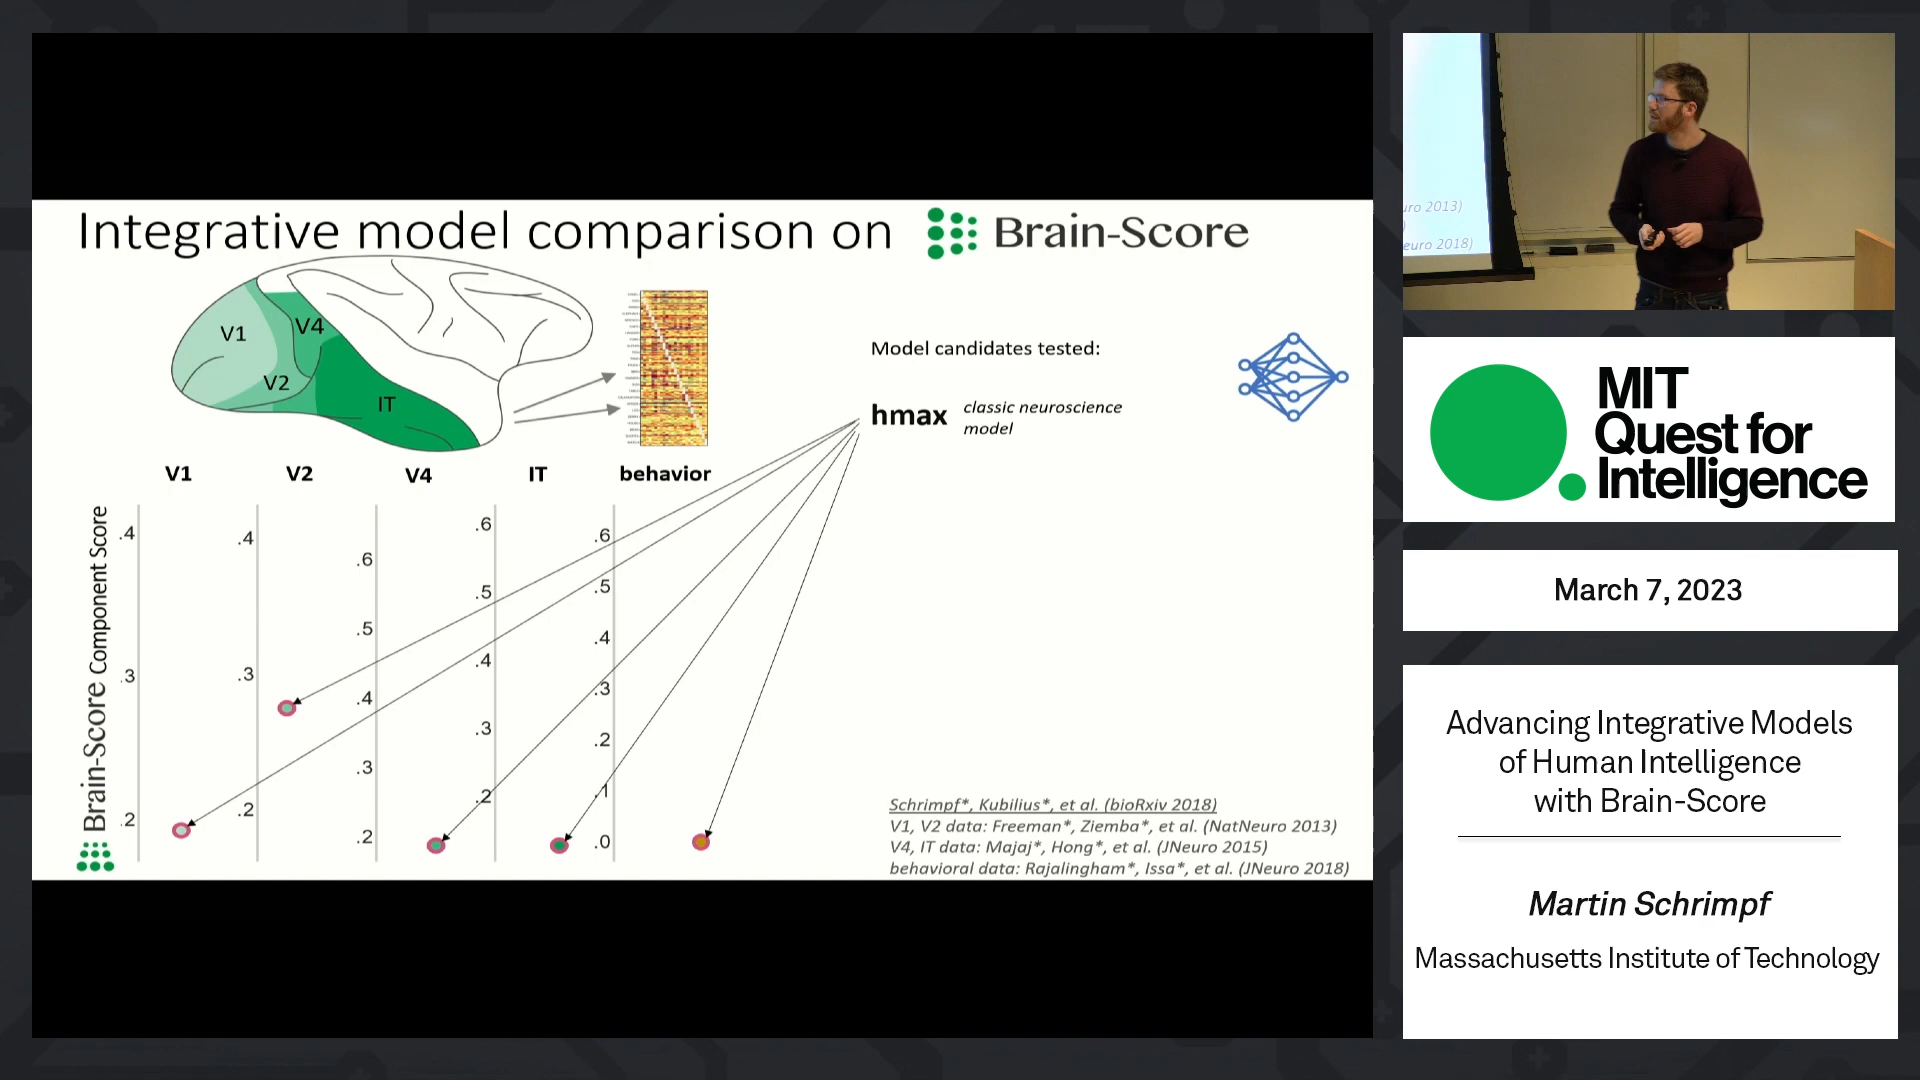 Integrative model comparison on Brain-Score
V1
V4
V2
IT
Model candidates tested:
hmax classic neuroscience
model
V1 V2 V4 IT behavior
Brain-Score Component Score
.4
.3
.2
.4
.3
.2
.6
.5
.4
.3
.2
.6
.5
.4
.3
.2
.6
.5
.4
.3
.2
.1
.0
Schrimpf*, Kubilius*, et al. (bioRxiv 2018)
V1, V2 data: Freeman*, Ziemba*, et al. (NatNeuro 2013)
V4, IT data: Majaj*, Hong*, et al. (JNeuro 2015)
behavioral data: Rajalingham*, Issa*, et al. (JNeuro 2018)
uro 2013)
)
euro 2018)
MIT
Quest for
Intelligence
March 7, 2023
Advancing Integrative Models
of Human Intelligence
with Brain-Score
Martin Schrimpf
Massachusetts Institute of Technology